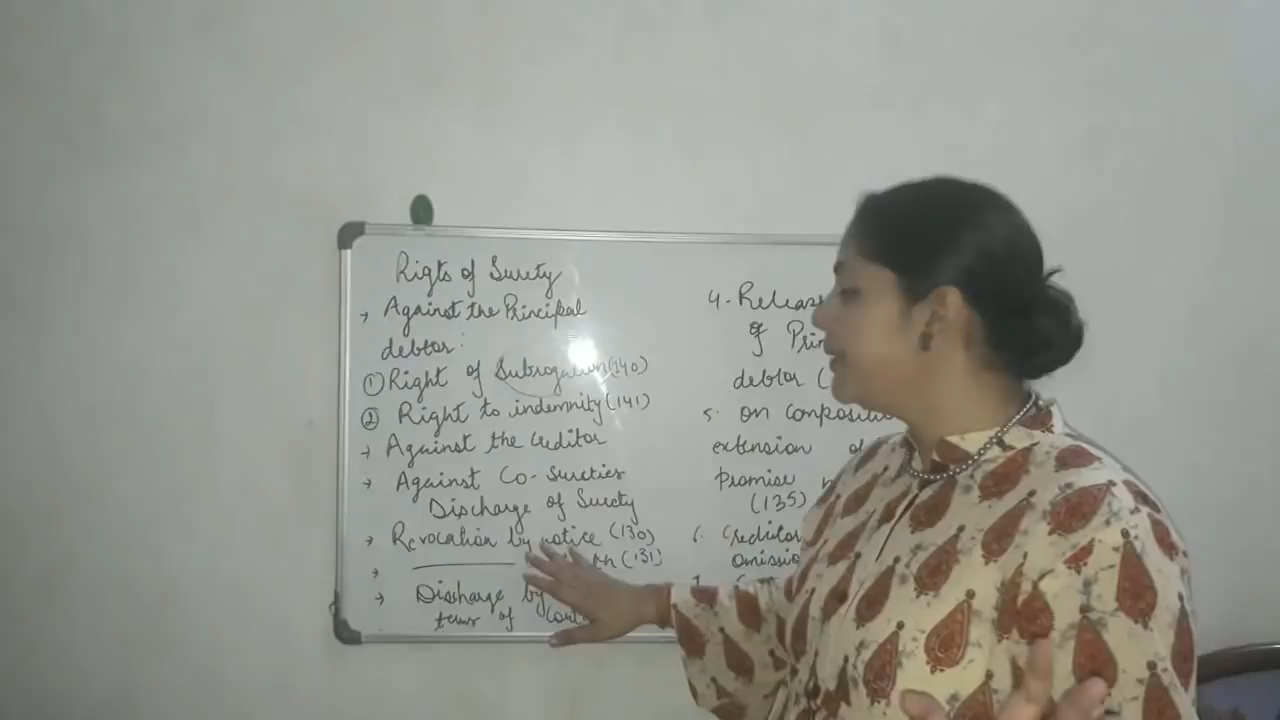 Rigts of Surety
→ Against the Principal
debtor:
① Right of Subrogation (140)
② Right to indemnity (141)
→ Against the Creditor
→ Against Co-Sureties
Discharge of Surety
→ Revocation by notice (130)
→ (131)
→ Discharge by
terms of
4. Release
of
debtor (
5. on
extension
Promise
(135)
6. Creditor
omission